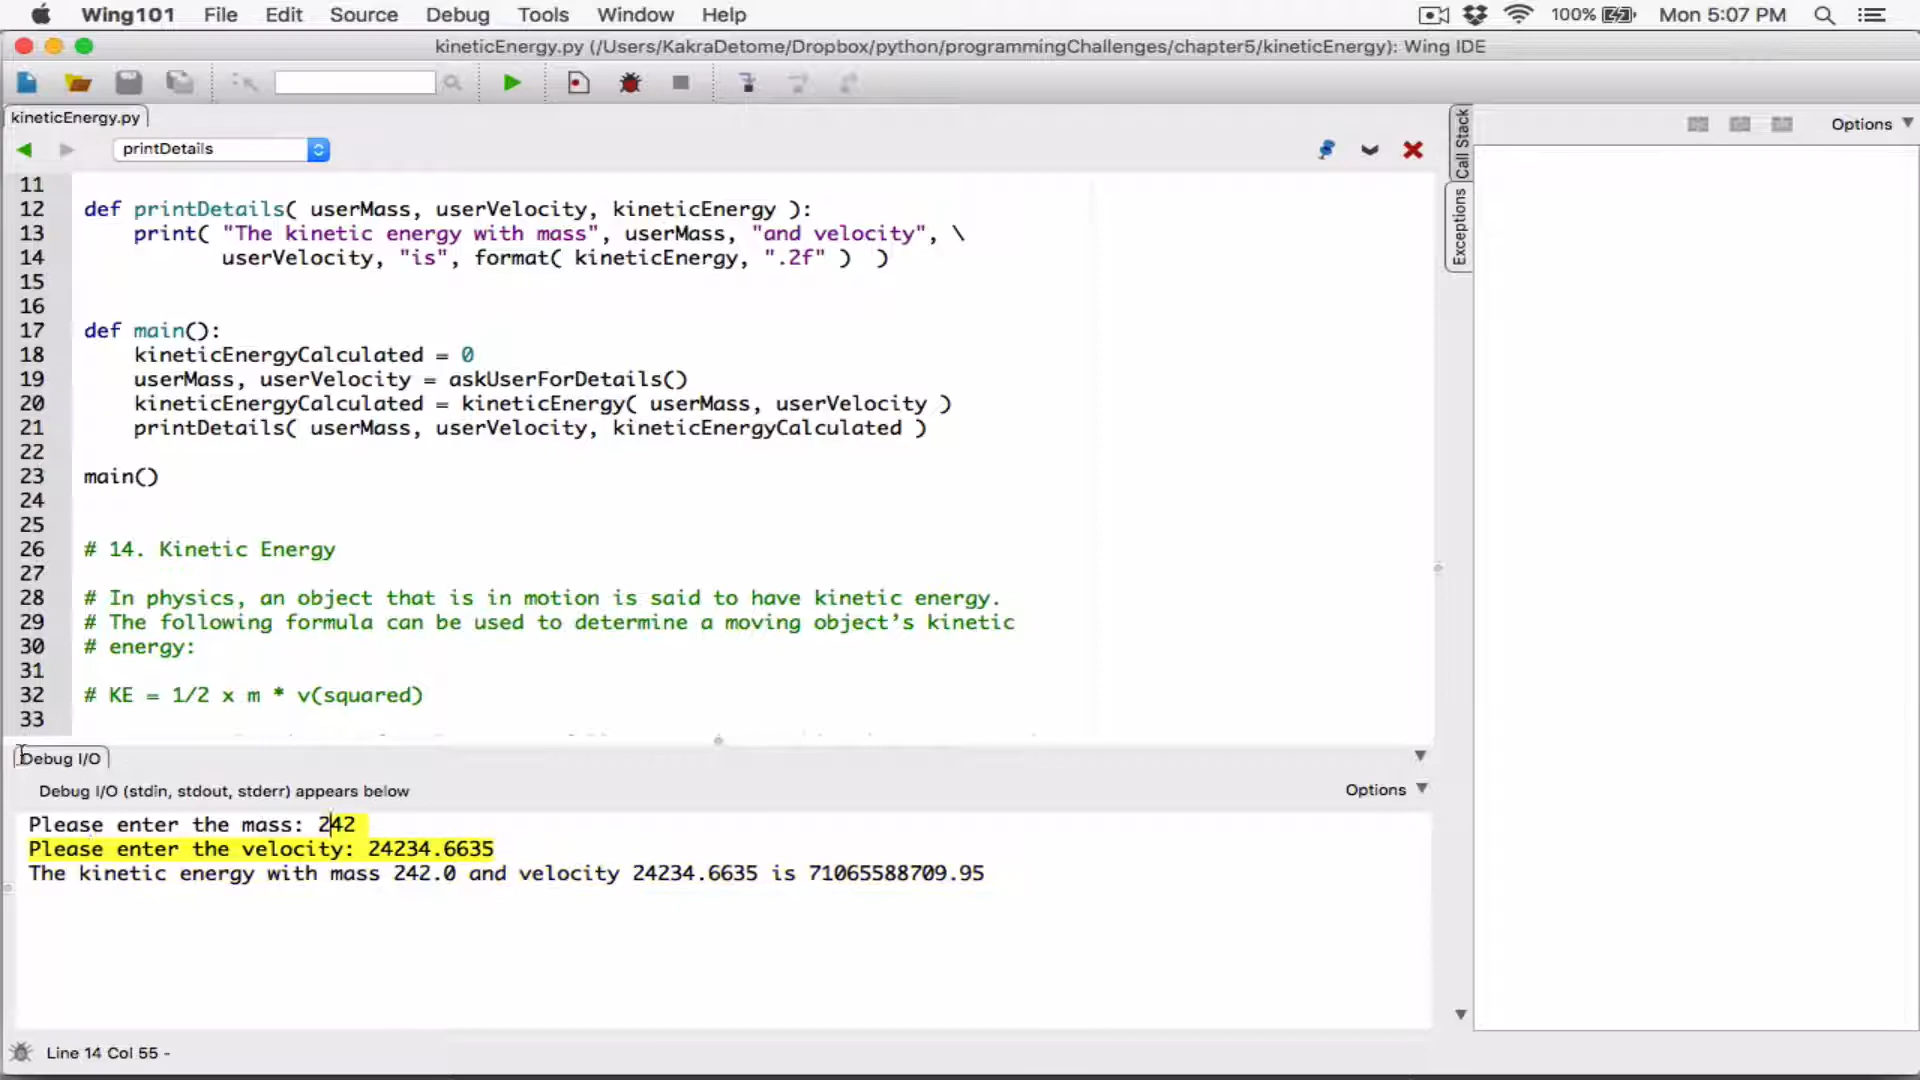 Wing101 File Edit Source Debug Tools Window Help 100% Mon 5:07 PM
kineticEnergy.py (/Users/KakraDetome/Dropbox/python/programmingChallenges/chapter5/kineticEnergy): Wing IDE
kineticEnergy.py
printDetails
Call Stack
Exceptions
Options
11
12 def printDetails( userMass, userVelocity, kineticEnergy ):
13 print( "The kinetic energy with mass", userMass, "and velocity", \
14 userVelocity, "is", format( kineticEnergy, ".2f" ) )
15
16
17 def main():
18 kineticEnergyCalculated = 0
19 userMass, userVelocity = askUserForDetails()
20 kineticEnergyCalculated = kineticEnergy( userMass, userVelocity )
21 printDetails( userMass, userVelocity, kineticEnergyCalculated )
22
23 main()
24
25
26 # 14. Kinetic Energy
27
28 # In physics, an object that is in motion is said to have kinetic energy.
29 # The following formula can be used to determine a moving object’s kinetic
30 # energy:
31
32 # KE = 1/2 x m * v(squared)
33
Debug I/O
Debug I/O (stdin, stdout, stderr) appears below Options
Please enter the mass: 242
Please enter the velocity: 24234.6635
The kinetic energy with mass 242.0 and velocity 24234.6635 is 71065588709.95
Line 14 Col 55 -